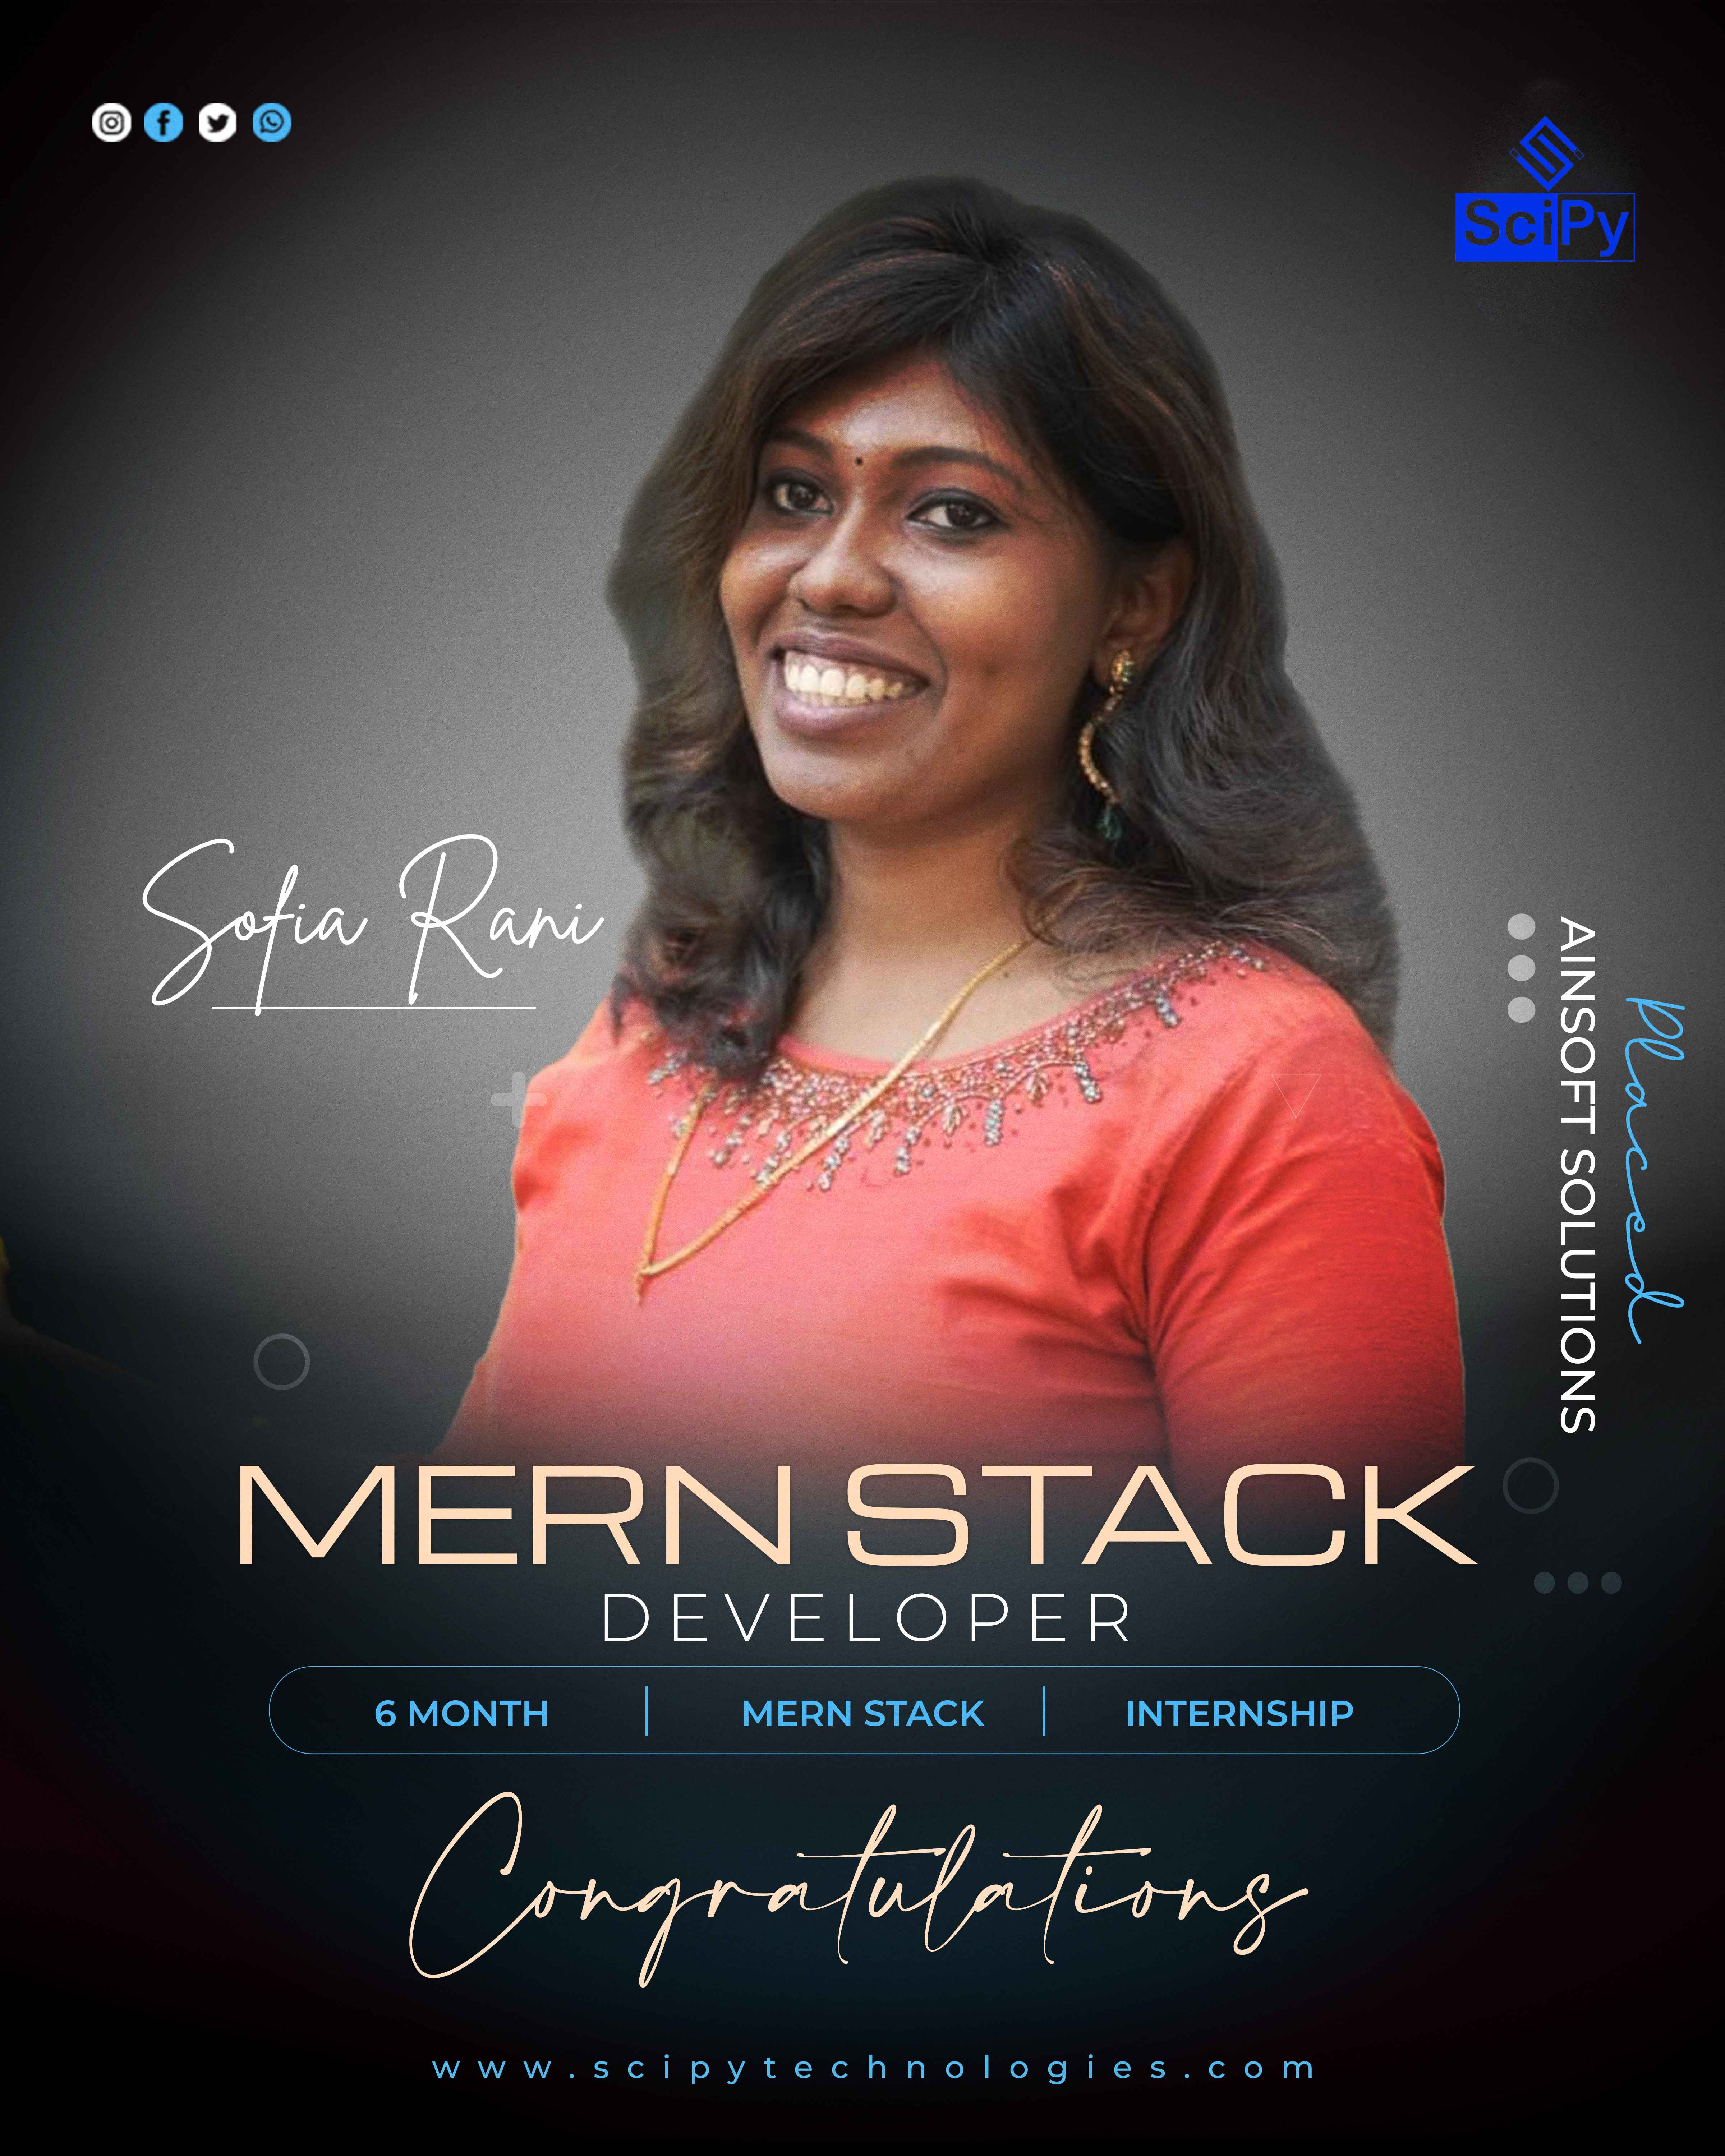 SciPy
Sofia Rani
Placed
AINSOFT SOLUTIONS
MERN STACK
DEVELOPER
6 MONTH | MERN STACK | INTERNSHIP
Congratulations
www.scipytechnologies.com